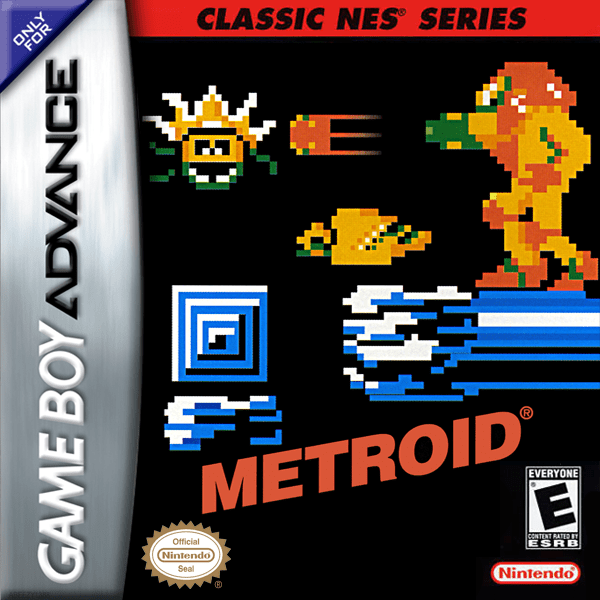 ONLY
FOR
CLASSIC NES® SERIES
GAME BOY ADVANCE
METROID®
EVERYONE
E
CONTENT RATED BY
ESRB
Official
Nintendo
Seal
®
Nintendo®